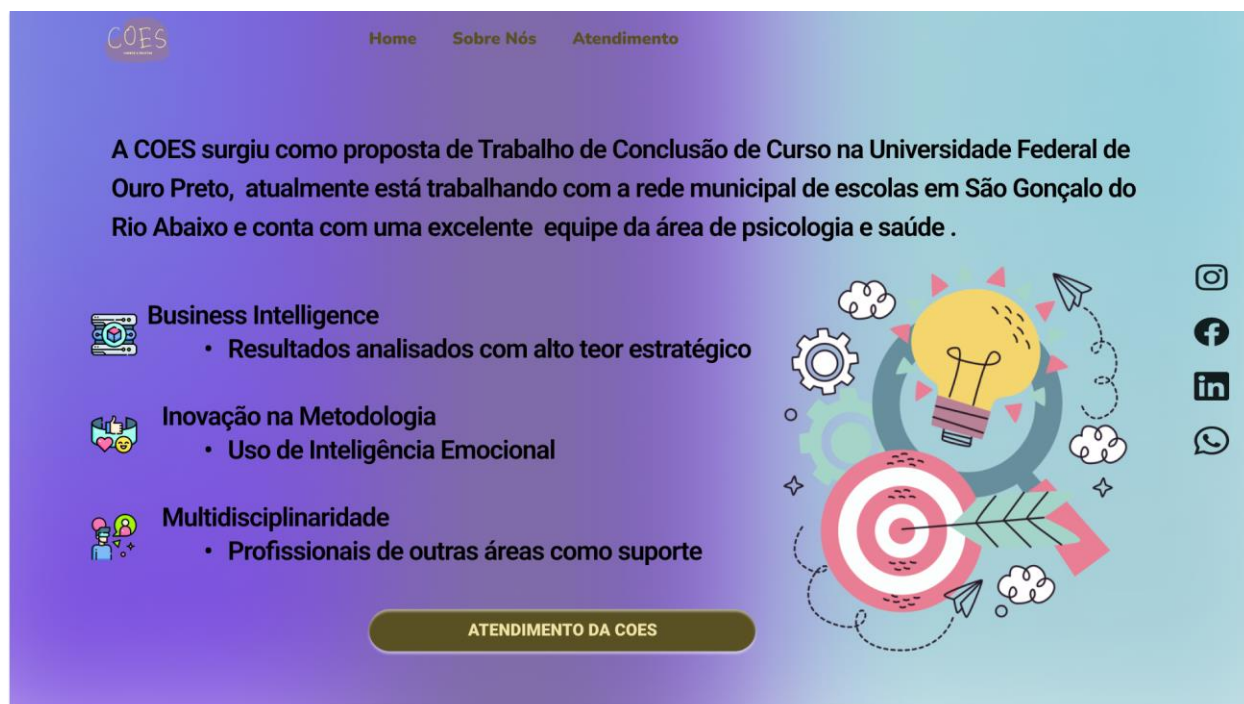 COES
Home Sobre Nós Atendimento
A COES surgiu como proposta de Trabalho de Conclusão de Curso na Universidade Federal de
Ouro Preto,  atualmente está trabalhando com a rede municipal de escolas em São Gonçalo do
Rio Abaixo e conta com uma excelente  equipe da área de psicologia e saúde .
Business Intelligence
• Resultados analisados com alto teor estratégico
Inovação na Metodologia
• Uso de Inteligência Emocional
Multidisciplinaridade
• Profissionais de outras áreas como suporte
ATENDIMENTO DA COES